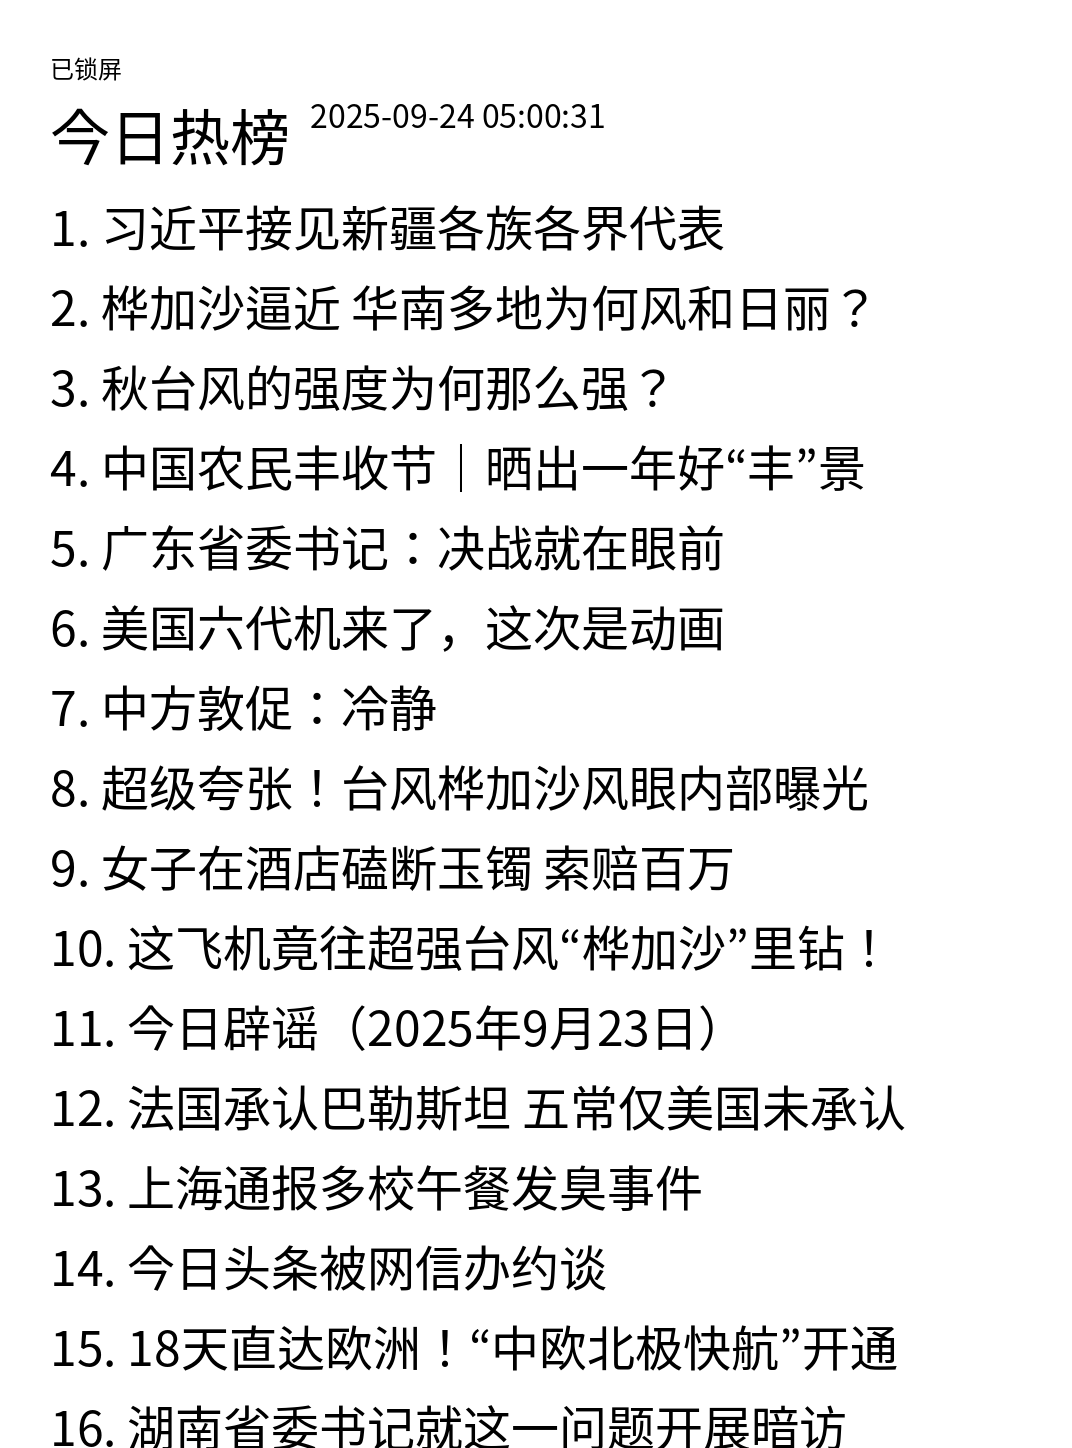 已锁屏
今日热榜 2025-09-24 05:00:31
1. 习近平接见新疆各族各界代表
2. 桦加沙逼近 华南多地为何风和日丽？
3. 秋台风的强度为何那么强？
4. 中国农民丰收节｜晒出一年好“丰”景
5. 广东省委书记：决战就在眼前
6. 美国六代机来了，这次是动画
7. 中方敦促：冷静
8. 超级夸张！台风桦加沙风眼内部曝光
9. 女子在酒店磕断玉镯 索赔百万
10. 这飞机竟往超强台风“桦加沙”里钻！
11. 今日辟谣（2025年9月23日）
12. 法国承认巴勒斯坦 五常仅美国未承认
13. 上海通报多校午餐发臭事件
14. 今日头条被网信办约谈
15. 18天直达欧洲！“中欧北极快航”开通
16. 湖南省委书记就这一问题开展暗访